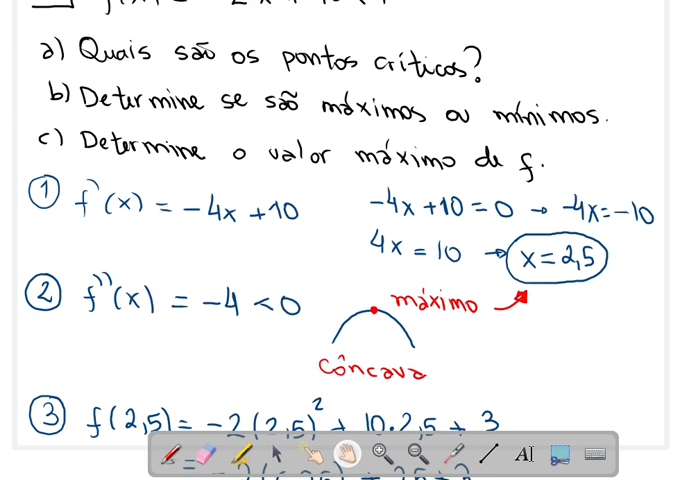 a) Quais são os pontos críticos?
b) Determine se são máximos ou mínimos.
c) Determine o valor máximo de f.
① f'(x) = -4x + 10
-4x + 10 = 0 → -4x = -10
4x = 10 → x = 2,5
② f''(x) = -4 < 0
máximo
côncava
③ f(2,5) = -2(2,5)² + 10.2,5 + 3
AI